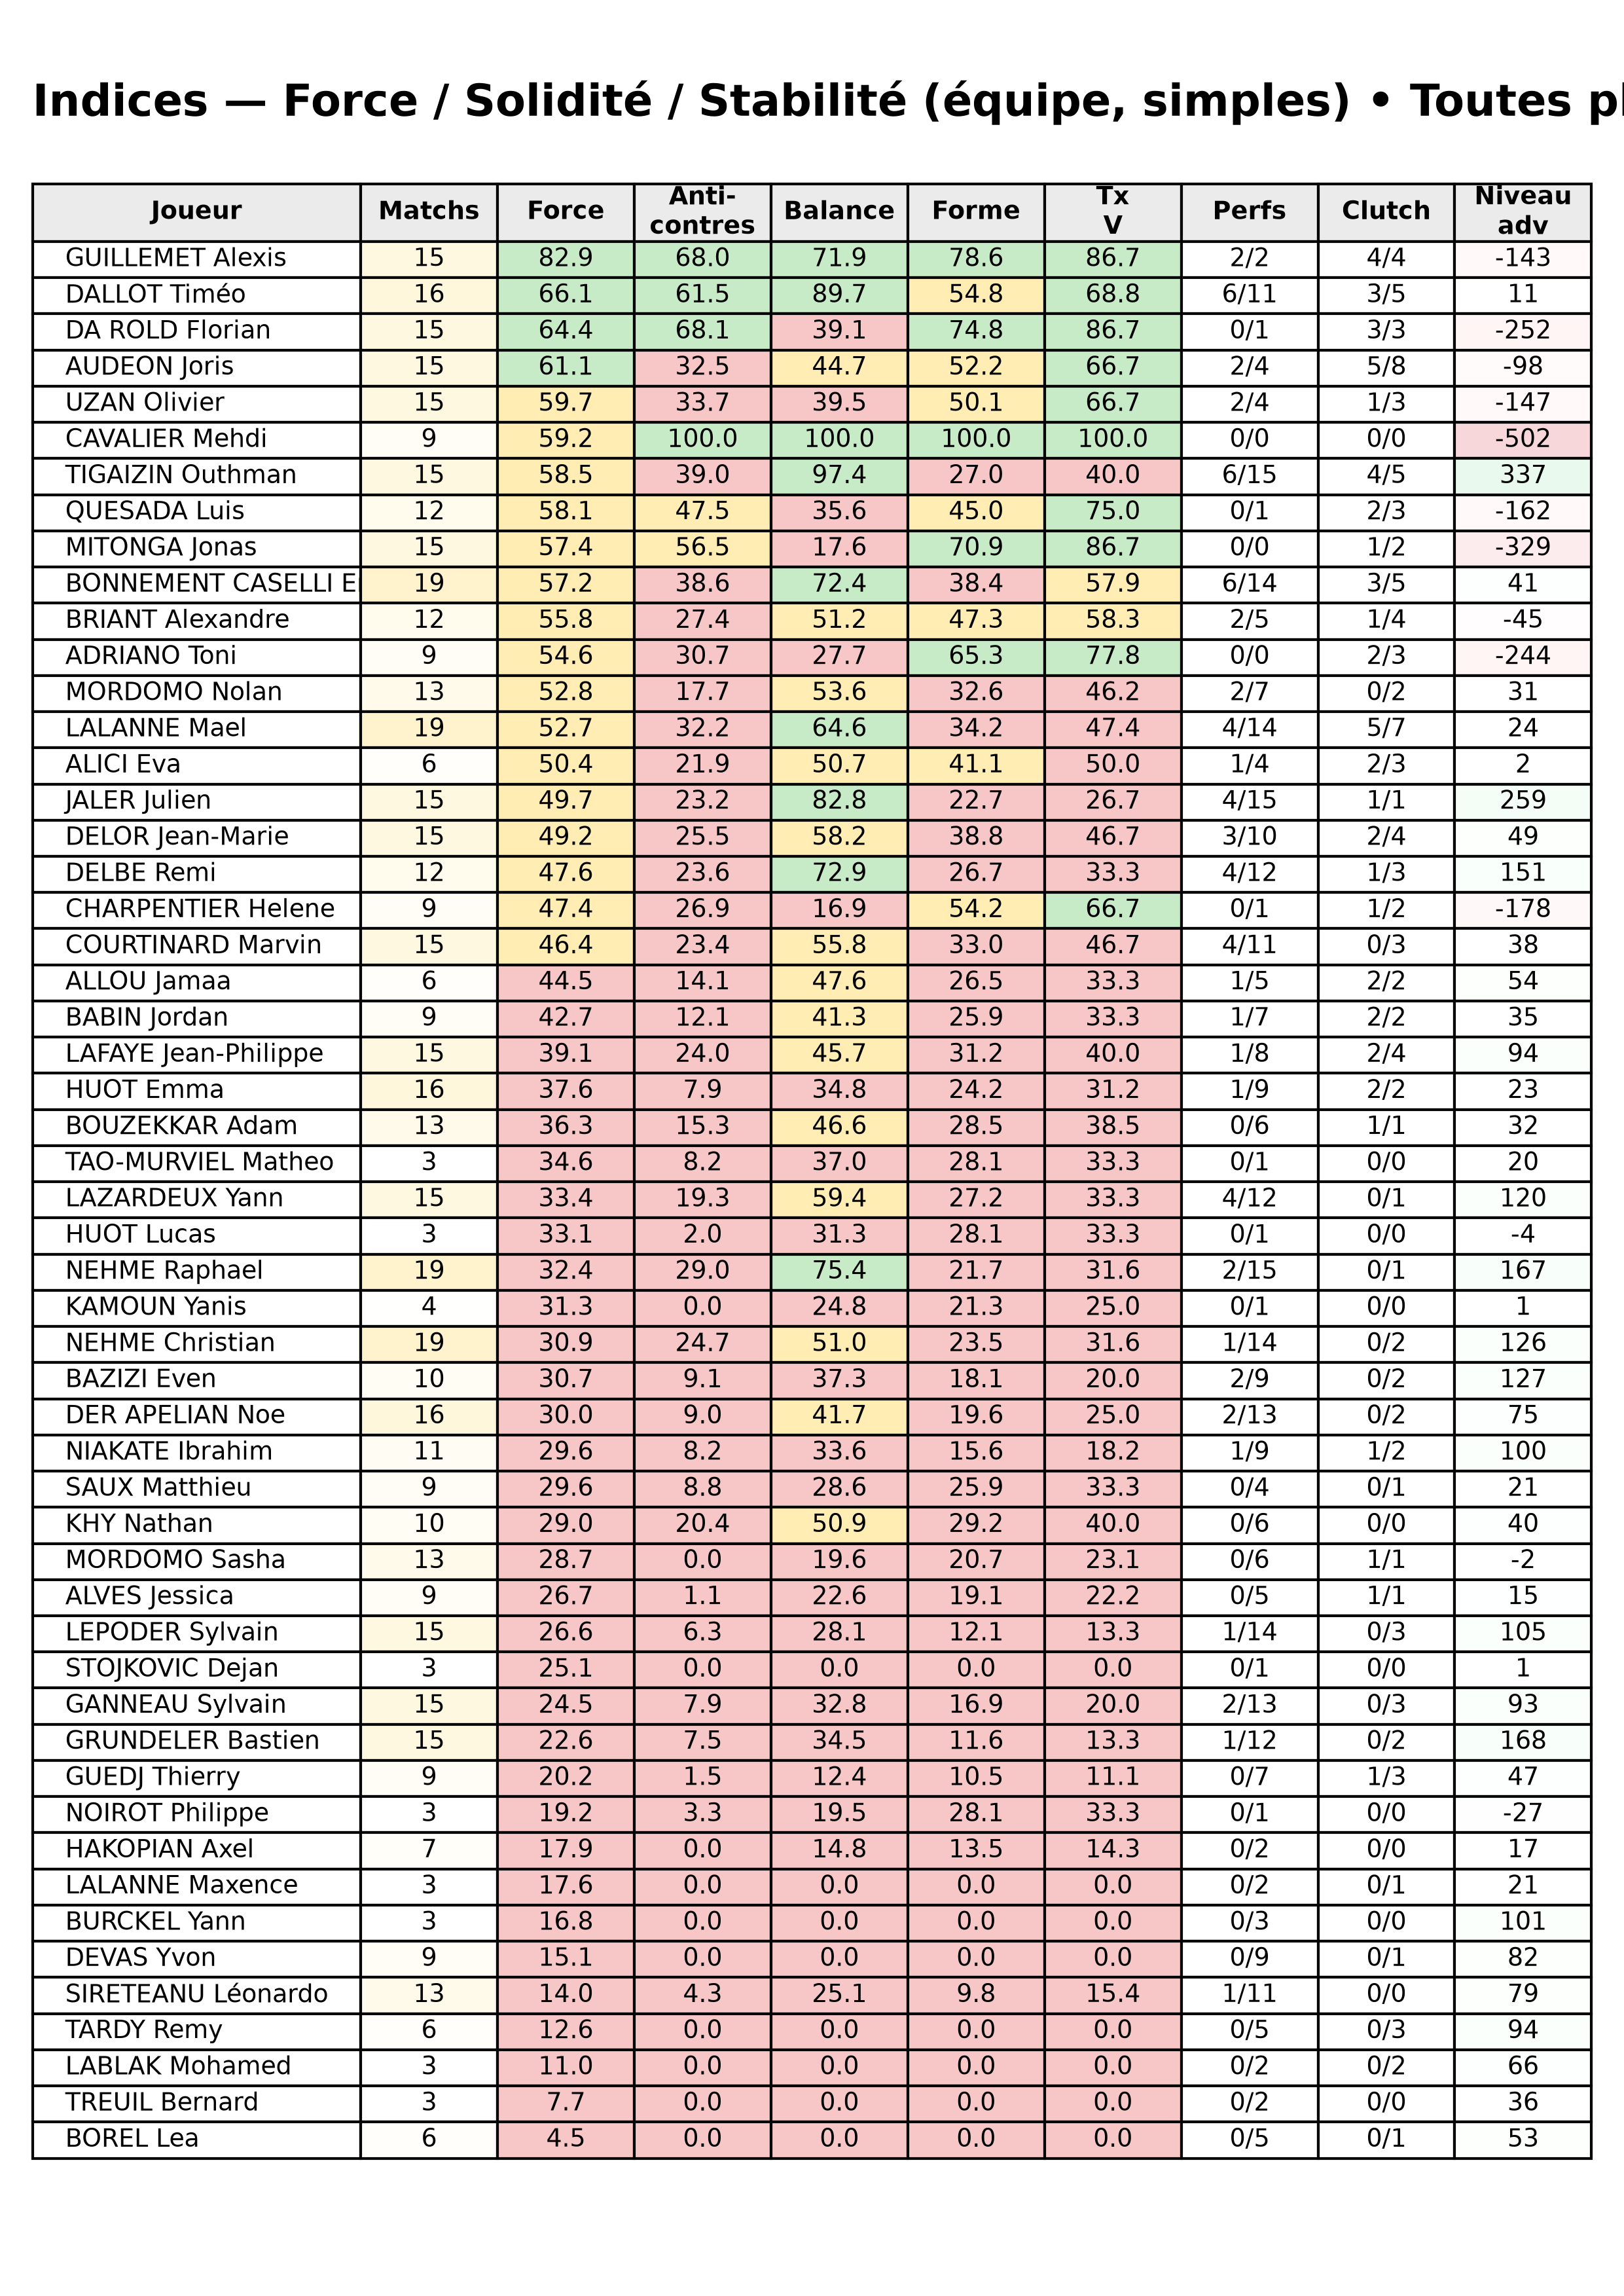 Indices — Force / Solidité / Stabilité (équipe, simples) • Toutes
Joueur Matchs Force Anti-contres Balance Forme Tx V Perfs Clutch Niveau adv
GUILLEMET Alexis 15 82.9 68.0 71.9 78.6 86.7 2/2 4/4 -143
DALLOT Timéo 16 66.1 61.5 89.7 54.8 68.8 6/11 3/5 11
DA ROLD Florian 15 64.4 68.1 39.1 74.8 86.7 0/1 3/3 -252
AUDEON Joris 15 61.1 32.5 44.7 52.2 66.7 2/4 5/8 -98
UZAN Olivier 15 59.7 33.7 39.5 50.1 66.7 2/4 1/3 -147
CAVALIER Mehdi 9 59.2 100.0 100.0 100.0 100.0 0/0 0/0 -502
TIGAIZIN Outhman 15 58.5 39.0 97.4 27.0 40.0 6/15 4/5 337
QUESADA Luis 12 58.1 47.5 35.6 45.0 75.0 0/1 2/3 -162
MITONGA Jonas 15 57.4 56.5 17.6 70.9 86.7 0/0 1/2 -329
BONNEMENT CASELLI 19 57.2 38.6 72.4 38.4 57.9 6/14 3/5 41
BRIANT Alexandre 12 55.8 27.4 51.2 47.3 58.3 2/5 1/4 -45
ADRIANO Toni 9 54.6 30.7 27.7 65.3 77.8 0/0 2/3 -244
MORDOMO Nolan 13 52.8 17.7 53.6 32.6 46.2 2/7 0/2 31
LALANNE Mael 19 52.7 32.2 64.6 34.2 47.4 4/14 5/7 24
ALICI Eva 6 50.4 21.9 50.7 41.1 50.0 1/4 2/3 2
JALER Julien 15 49.7 23.2 82.8 22.7 26.7 4/15 1/1 259
DELOR Jean-Marie 15 49.2 25.5 58.2 38.8 46.7 3/10 2/4 49
DELBE Remi 12 47.6 23.6 72.9 26.7 33.3 4/12 1/3 151
CHARPENTIER Helene 9 47.4 26.9 16.9 54.2 66.7 0/1 1/2 -178
COURTINARD Marvin 15 46.4 23.4 55.8 33.0 46.7 4/11 0/3 38
ALLOU Jamaa 6 44.5 14.1 47.6 26.5 33.3 1/5 2/2 54
BABIN Jordan 9 42.7 12.1 41.3 25.9 33.3 1/7 2/2 35
LAFAYE Jean-Philippe 15 39.1 24.0 45.7 31.2 40.0 1/8 2/4 94
HUOT Emma 16 37.6 7.9 34.8 24.2 31.2 1/9 2/2 23
BOUZEKKAR Adam 13 36.3 15.3 46.6 28.5 38.5 0/6 1/1 32
TAO-MURVIEL Matheo 3 34.6 8.2 37.0 28.1 33.3 0/1 0/0 20
LAZARDEUX Yann 15 33.4 19.3 59.4 27.2 33.3 4/12 0/1 120
HUOT Lucas 3 33.1 2.0 31.3 28.1 33.3 0/1 0/0 -4
NEHME Raphael 19 32.4 29.0 75.4 21.7 31.6 2/15 0/1 167
KAMOUN Yanis 4 31.3 0.0 24.8 21.3 25.0 0/1 0/0 1
NEHME Christian 19 30.9 24.7 51.0 23.5 31.6 1/14 0/2 126
BAZIZI Even 10 30.7 9.1 37.3 18.1 20.0 2/9 0/2 127
DER APELIAN Noe 16 30.0 9.0 41.7 19.6 25.0 2/13 0/2 75
NIAKATE Ibrahim 11 29.6 8.2 33.6 15.6 18.2 1/9 1/2 100
SAUX Matthieu 9 29.6 8.8 28.6 25.9 33.3 0/4 0/1 21
KHY Nathan 10 29.0 20.4 50.9 29.2 40.0 0/6 0/0 40
MORDOMO Sasha 13 28.7 0.0 19.6 20.7 23.1 0/6 1/1 -2
ALVES Jessica 9 26.7 1.1 22.6 19.1 22.2 0/5 1/1 15
LEPODER Sylvain 15 26.6 6.3 28.1 12.1 13.3 1/14 0/3 105
STOJKOVIC Dejan 3 25.1 0.0 0.0 0.0 0.0 0/1 0/0 1
GANNEAU Sylvain 15 24.5 7.9 32.8 16.9 20.0 2/13 0/3 93
GRUNDELER Bastien 15 22.6 7.5 34.5 11.6 13.3 1/12 0/2 168
GUEDJ Thierry 9 20.2 1.5 12.4 10.5 11.1 0/7 1/3 47
NOIROT Philippe 3 19.2 3.3 19.5 28.1 33.3 0/1 0/0 -27
HAKOPIAN Axel 7 17.9 0.0 14.8 13.5 14.3 0/2 0/0 17
LALANNE Maxence 3 17.6 0.0 0.0 0.0 0.0 0/2 0/1 21
BURCKEL Yann 3 16.8 0.0 0.0 0.0 0.0 0/3 0/0 101
DEVAS Yvon 9 15.1 0.0 0.0 0.0 0.0 0/9 0/1 82
SIRETEANU Léonardo 13 14.0 4.3 25.1 9.8 15.4 1/11 0/0 79
TARDY Remy 6 12.6 0.0 0.0 0.0 0.0 0/5 0/3 94
LABLAK Mohamed 3 11.0 0.0 0.0 0.0 0.0 0/2 0/2 66
TREUIL Bernard 3 7.7 0.0 0.0 0.0 0.0 0/2 0/0 36
BOREL Lea 6 4.5 0.0 0.0 0.0 0.0 0/5 0/1 53